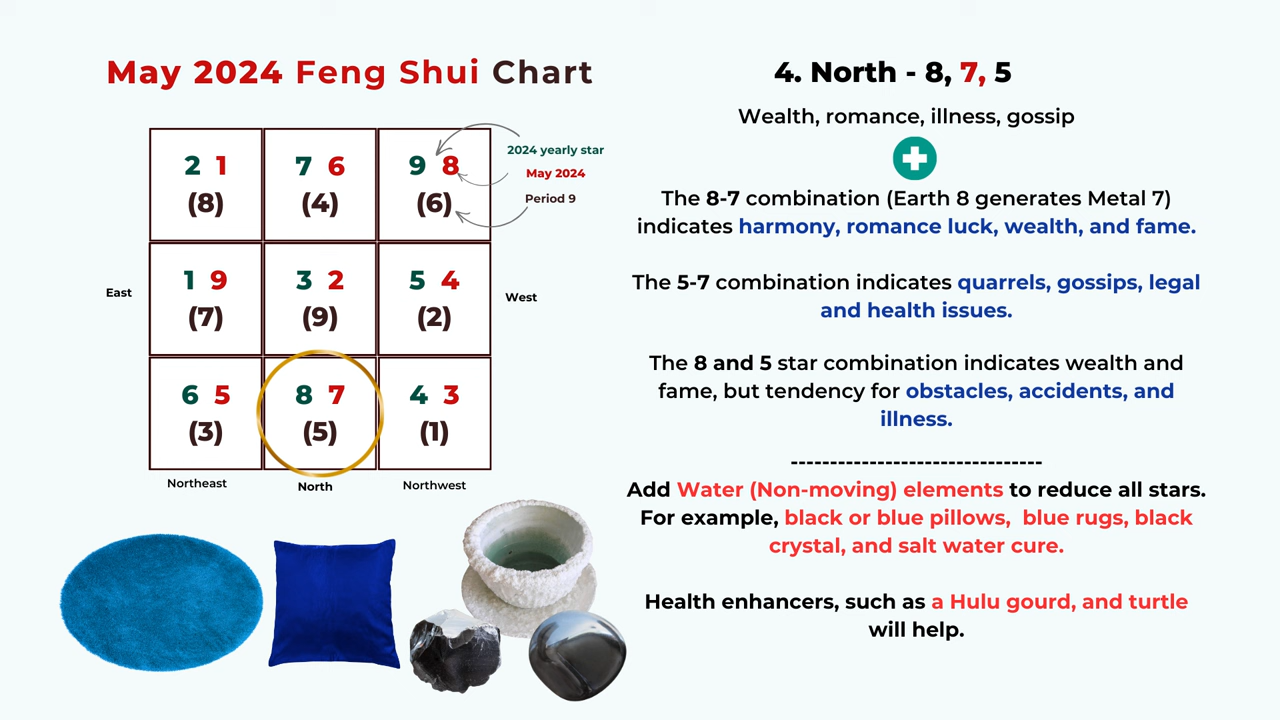 May 2024 Feng Shui Chart
2 1
(8)
7 6
(4)
9 8
(6)
2024 yearly star
May 2024
Period 9
East
1 9
(7)
3 2
(9)
5 4
(2)
West
6 5
(3)
8 7
(5)
4 3
(1)
Northeast
North
Northwest
4. North - 8, 7, 5
Wealth, romance, illness, gossip
The 8-7 combination (Earth 8 generates Metal 7)
indicates harmony, romance luck, wealth, and fame.
The 5-7 combination indicates quarrels, gossips, legal
and health issues.
The 8 and 5 star combination indicates wealth and
fame, but tendency for obstacles, accidents, and
illness.
--------------------------------
Add Water (Non-moving) elements to reduce all stars.
For example, black or blue pillows,  blue rugs, black
crystal, and salt water cure.
Health enhancers, such as a Hulu gourd, and turtle
will help.